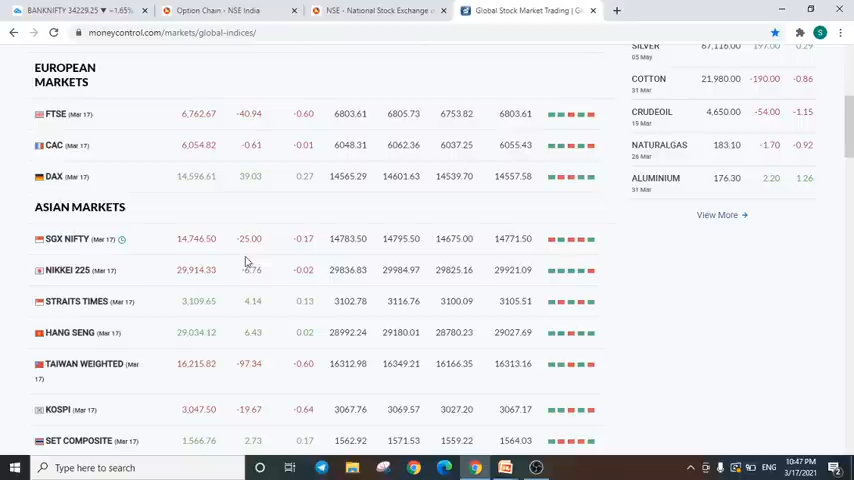 BANKNIFTY 34229.25 ▼ −1.65%
Option Chain - NSE India
NSE - National Stock Exchange o
Global Stock Market Trading | Gl
moneycontrol.com/markets/global-indices/
EUROPEAN
MARKETS
FTSE (Mar 17) 6,762.67 -40.94 -0.60 6803.61 6805.73 6753.82 6803.61
CAC (Mar 17) 6,054.82 -0.61 -0.01 6048.31 6062.36 6037.25 6055.43
DAX (Mar 17) 14,596.61 39.03 0.27 14565.29 14601.63 14539.70 14557.58
ASIAN MARKETS
SGX NIFTY (Mar 17) 14,746.50 -25.00 -0.17 14783.50 14795.50 14675.00 14771.50
NIKKEI 225 (Mar 17) 29,914.33 -6.76 -0.02 29836.83 29984.97 29825.16 29921.09
STRAITS TIMES (Mar 17) 3,109.65 4.14 0.13 3102.78 3116.76 3100.09 3105.51
HANG SENG (Mar 17) 29,034.12 6.43 0.02 28992.24 29180.01 28780.23 29027.69
TAIWAN WEIGHTED (Mar
17) 16,215.82 -97.34 -0.60 16312.98 16349.21 16166.35 16313.16
KOSPI (Mar 17) 3,047.50 -19.67 -0.64 3067.76 3069.57 3027.20 3067.17
SET COMPOSITE (Mar 17) 1,566.76 2.73 0.17 1562.92 1571.53 1559.22 1564.03
SILVER 67,116.00 197.00 0.29
05 May
COTTON 21,980.00 -190.00 -0.86
31 Mar
CRUDEOIL 4,650.00 -54.00 -1.15
19 Mar
NATURALGAS 183.10 -1.70 -0.92
26 Mar
ALUMINIUM 176.30 2.20 1.26
31 Mar
View More
Type here to search
ENG
10:47 PM
3/17/2021